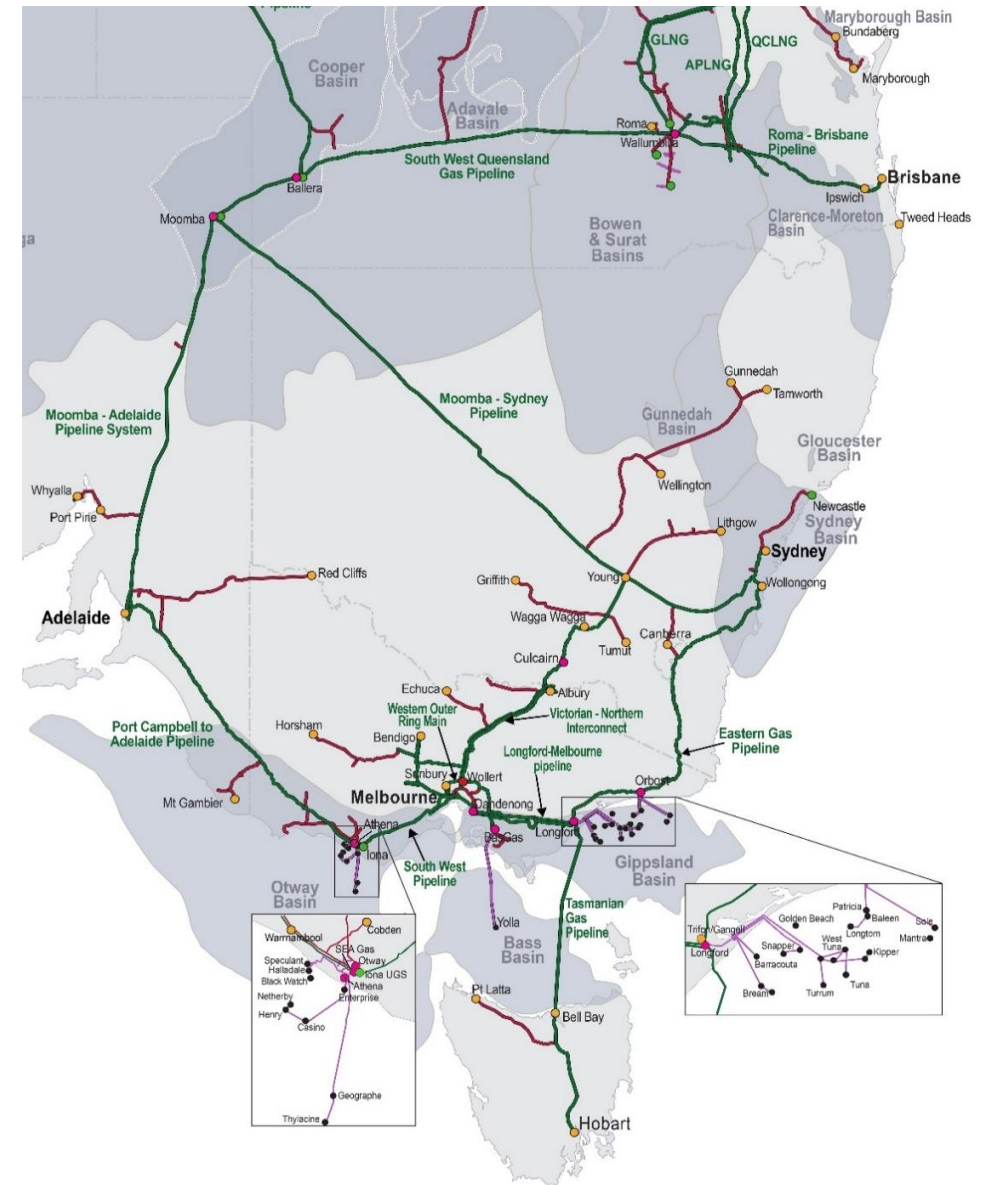 Pipeline
Maryborough Basin
Bundaberg
GLNG
QCLNG
APLNG
Maryborough
Cooper
Basin
Adavale
Basin
Roma
Wallumbilla
Roma - Brisbane
Pipeline
South West Queensland
Gas Pipeline
Ballera
Brisbane
Ipswich
Moomba
Clarence-Moreton
Basin
Tweed Heads
Bowen
& Surat
Basins
ga
Gunnedah
Tamworth
Moomba - Adelaide
Pipeline System
Moomba - Sydney
Pipeline
Gunnedah
Basin
Gloucester
Basin
Wellington
Whyalla
Port Pirie
Newcastle
Sydney
Basin
Lithgow
Sydney
Red Cliffs
Griffith
Young
Wollongong
Adelaide
Wagga Wagga
Canberra
Tumut
Culcairn
Echuca
Albury
Western Outer
Ring Main
Victorian - Northern
Interconnect
Port Campbell to
Adelaide Pipeline
Horsham
Bendigo
Longford-Melbourne
pipeline
Eastern Gas
Pipeline
Sunbury
Wollert
Orbost
Mt Gambier
Melbourne
Dandenong
Longford
BassGas
Athena
Iona
South West
Pipeline
Gippsland
Basin
Otway
Basin
Tasmanian
Gas
Pipeline
Yolla
Bass
Basin
Cobden
Warrnambool
SEA Gas
Otway
Speculant
Halladale
Black Watch
Iona UGS
Athena
Enterprise
Netherby
Henry
Casino
Geographe
Thylacine
Patricia
Baleen
Sole
Golden Beach
Longtom
Mantra
Longford
Snapper
West
Tuna
Kipper
Barracouta
Bream
Turrum
Tuna
Pt Latta
Bell Bay
Hobart